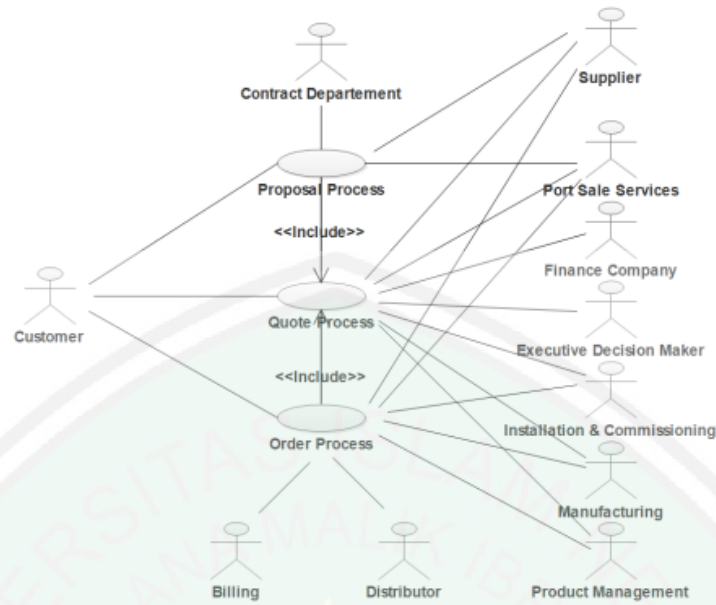 Contract Departement
Supplier
Proposal Process
Port Sale Services
<<Include>>
Finance Company
Customer
Quote Process
Executive Decision Maker
<<Include>>
Installation & Commissioning
Order Process
Manufacturing
Billing
Distributor
Product Management